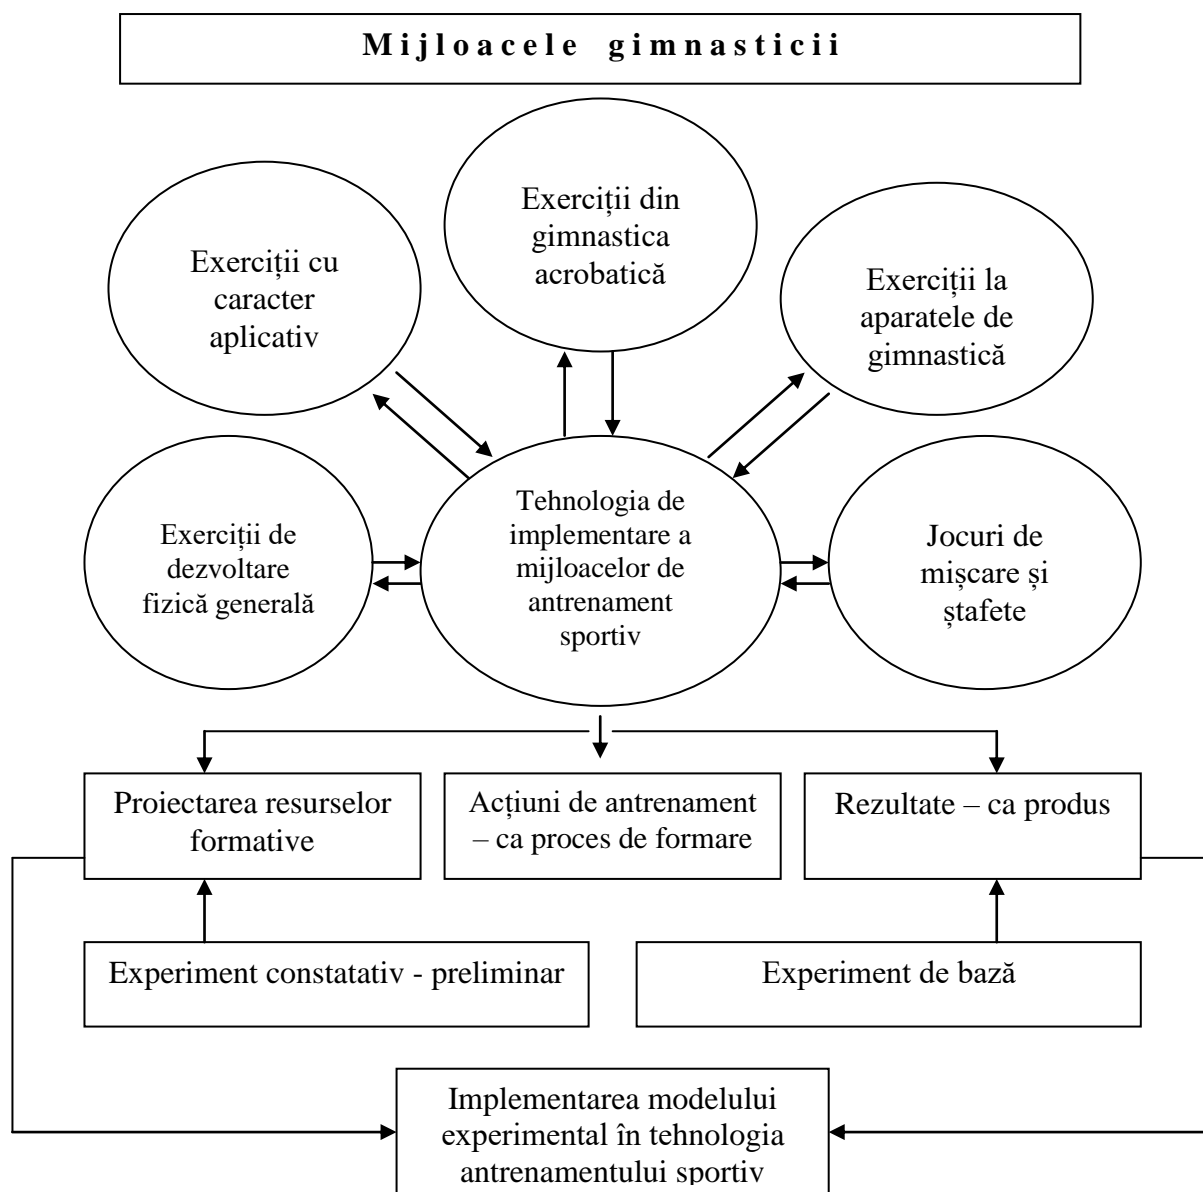 Mijloacele gimnasticii
Exerciții din
gimnastica
acrobatică
Exerciții cu
caracter
aplicativ
Exerciții la
aparatele de
gimnastică
Exerciții de
dezvoltare
fizică generală
Tehnologia de
implementare a
mijloacelor de
antrenament
sportiv
Jocuri de
mișcare și
ștafete
Proiectarea resurselor
formative
Acțiuni de antrenament
– ca proces de formare
Rezultate – ca produs
Experiment constatativ - preliminar
Experiment de bază
Implementarea modelului
experimental în tehnologia
antrenamentului sportiv